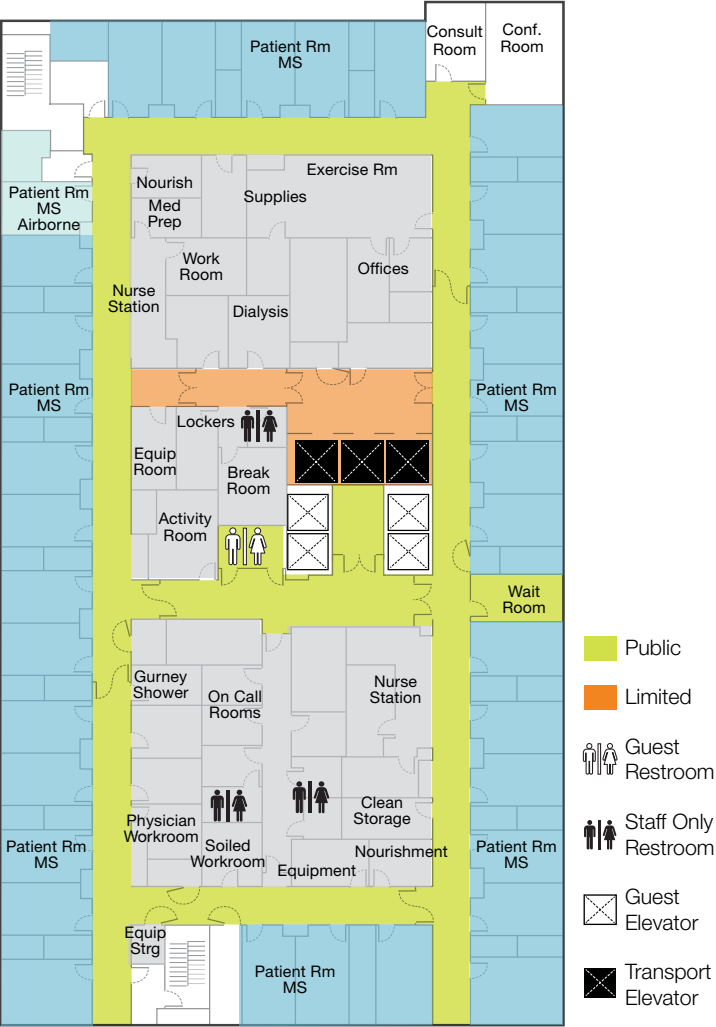 Consult
Room
Conf.
Room
Patient Rm
MS
Exercise Rm
Nourish
Supplies
Patient Rm
MS
Airborne
Med
Prep
Work
Room
Offices
Nurse
Station
Dialysis
Patient Rm
MS
Patient Rm
MS
Lockers
Equip
Room
Break
Room
Activity
Room
Wait
Room
Public
Gurney
Shower
On Call
Rooms
Nurse
Station
Limited
Guest
Restroom
Clean
Storage
Physician
Workroom
Staff Only
Restroom
Patient Rm
MS
Soiled
Workroom
Nourishment
Patient Rm
MS
Equipment
Guest
Elevator
Equip
Strg
Patient Rm
MS
Transport
Elevator